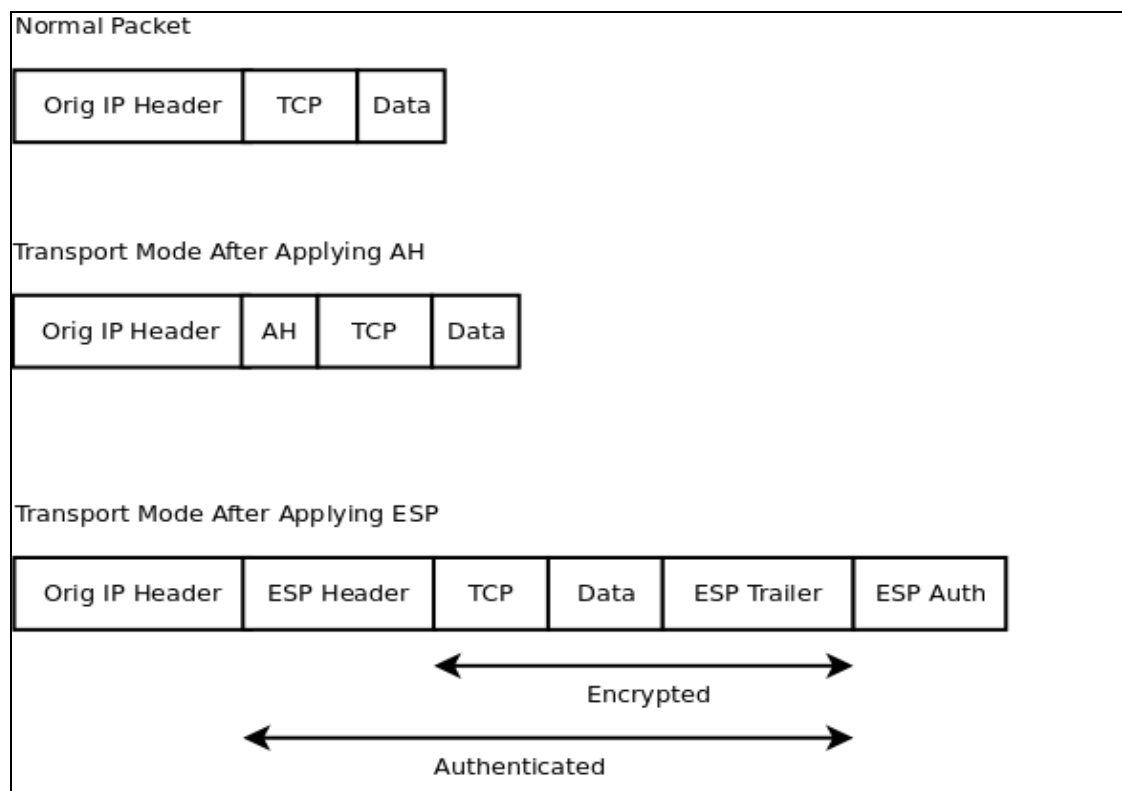 Normal Packet
Orig IP Header TCP Data
Transport Mode After Applying AH
Orig IP Header AH TCP Data
Transport Mode After Applying ESP
Orig IP Header ESP Header TCP Data ESP Trailer ESP Auth
Encrypted
Authenticated